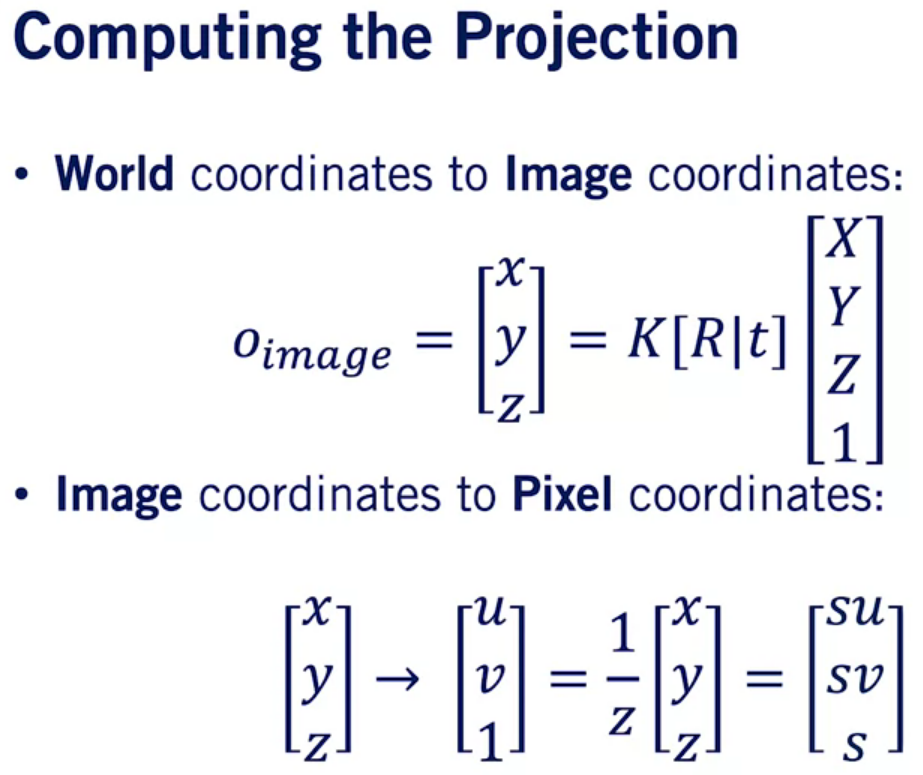 Computing the Projection
• World coordinates to Image coordinates:
o_{image} = \begin{bmatrix} x \\ y \\ z \end{bmatrix} = K[R|t] \begin{bmatrix} X \\ Y \\ Z \\ 1 \end{bmatrix}
• Image coordinates to Pixel coordinates:
\begin{bmatrix} x \\ y \\ z \end{bmatrix} → \begin{bmatrix} u \\ v \\ 1 \end{bmatrix} = \frac{1}{z} \begin{bmatrix} x \\ y \\ z \end{bmatrix} = \begin{bmatrix} su \\ sv \\ s \end{bmatrix}